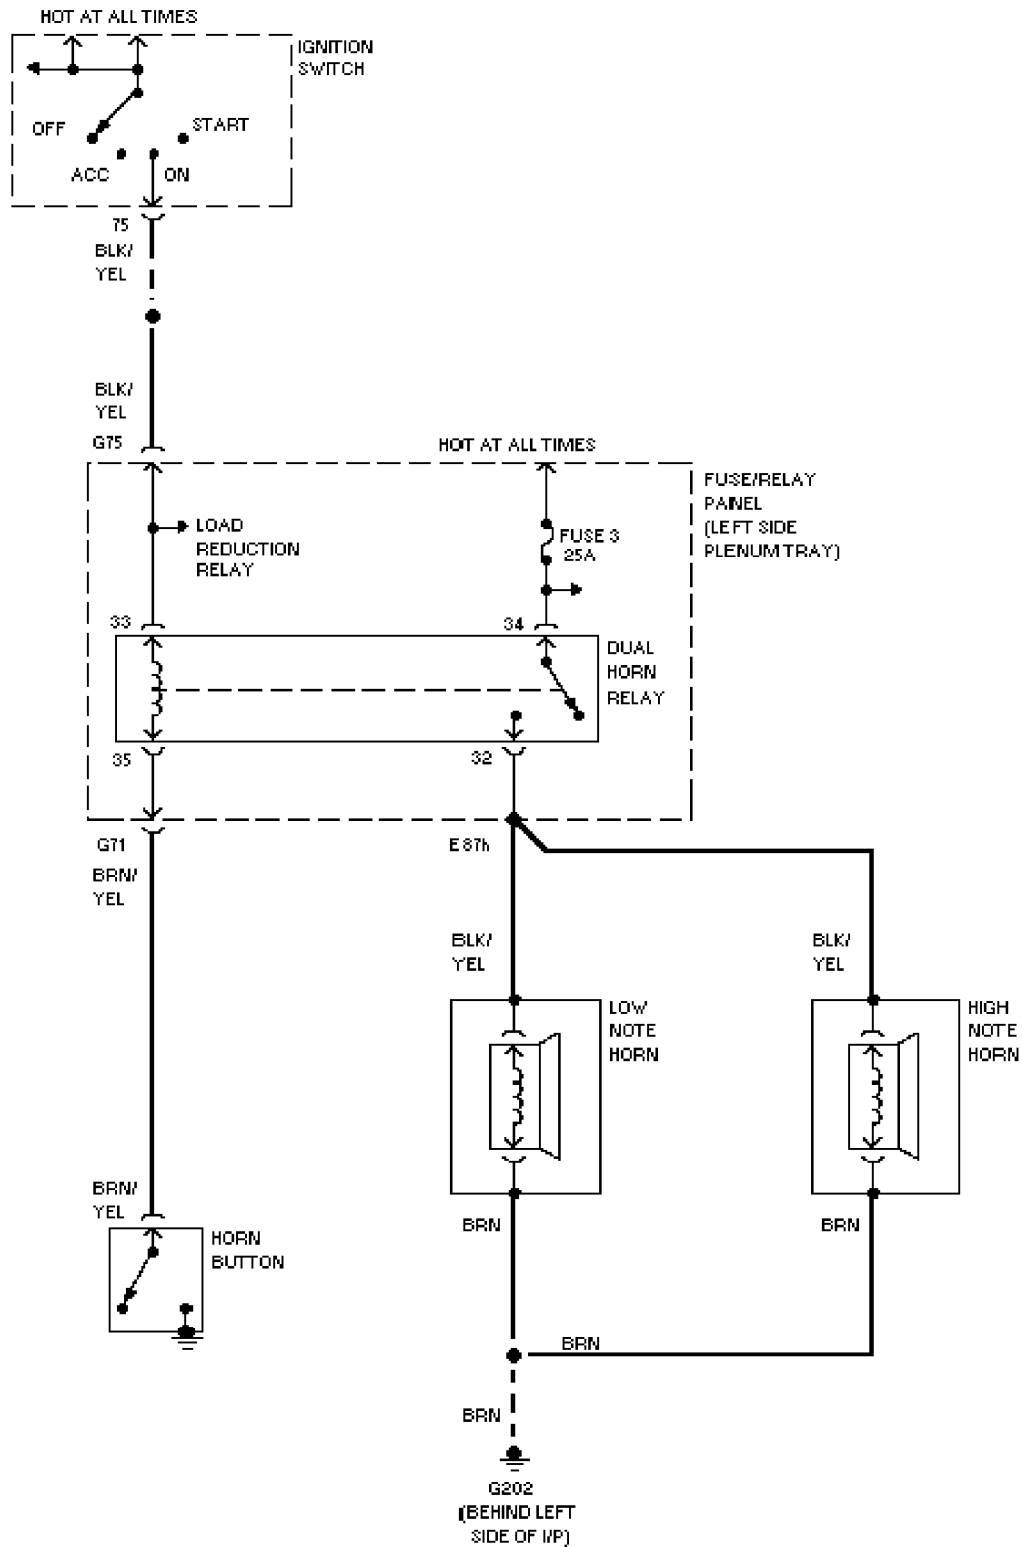 HOT AT ALL TIMES
IGNITION
SWITCH
OFF
START
ACC
ON
75
BLK/
YEL
BLK/
YEL
G75
HOT AT ALL TIMES
FUSE/RELAY
PANEL
(LEFT SIDE
PLENUM TRAY)
LOAD
REDUCTION
RELAY
FUSE 3
25A
33
34
DUAL
HORN
RELAY
35
32
G71
E 87h
BRN/
YEL
BLK/
YEL
BLK/
YEL
LOW
NOTE
HORN
HIGH
NOTE
HORN
BRN/
YEL
HORN
BUTTON
BRN
BRN
BRN
BRN
G202
(BEHIND LEFT
SIDE OF I/P)